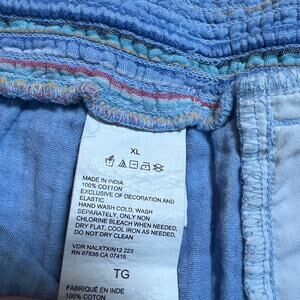 XL
MADE IN INDIA
100% COTTON
EXCLUSIVE OF DECORATION AND
ELASTIC
HAND WASH COLD, WASH
SEPARATELY, ONLY NON
CHLORINE BLEACH WHEN NEEDED,
DRY FLAT, COOL IRON AS NEEDED,
DO NOT DRY CLEAN
VDR NALXTXIN12 223
RN 67835 CA 07415
TG
FABRIQUÉ EN INDE
100% COTON